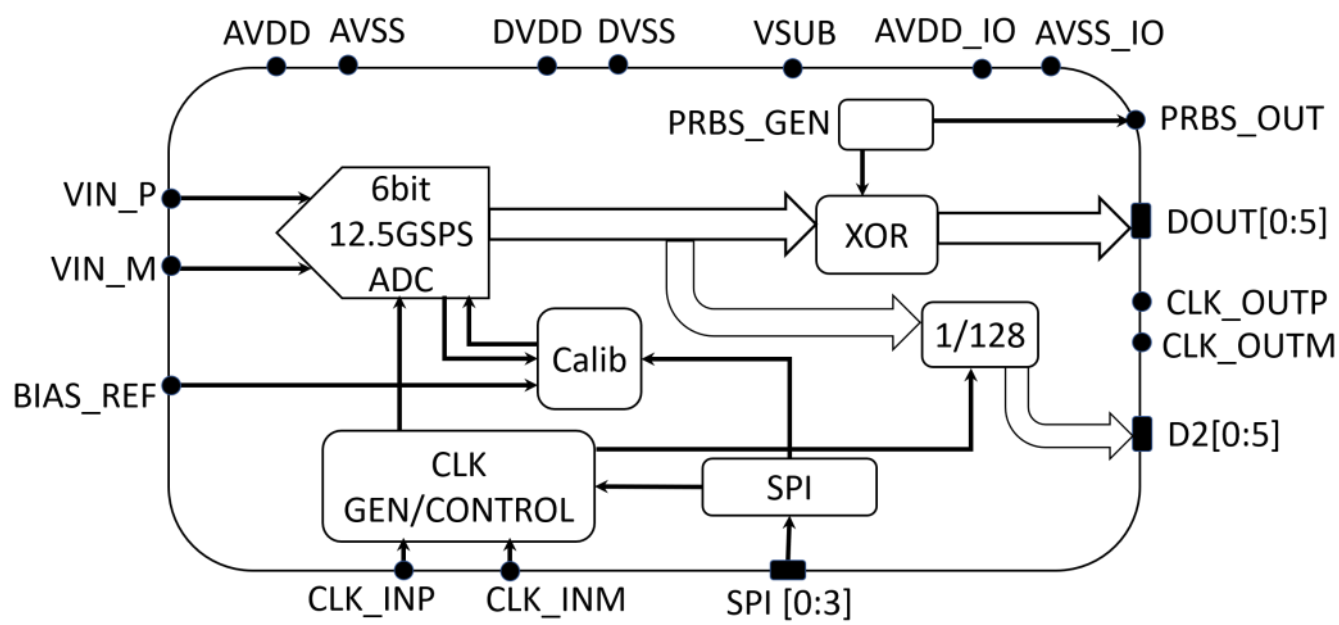 AVDD AVSS DVDD DVSS VSUB AVDD_IO AVSS_IO
PRBS_GEN PRBS_OUT
VIN_P
6bit
12.5GSPS
ADC
XOR
DOUT[0:5]
VIN_M
CLK_OUTP
1/128
CLK_OUTM
Calib
BIAS_REF
D2[0:5]
CLK
GEN/CONTROL
SPI
CLK_INP CLK_INM SPI [0:3]